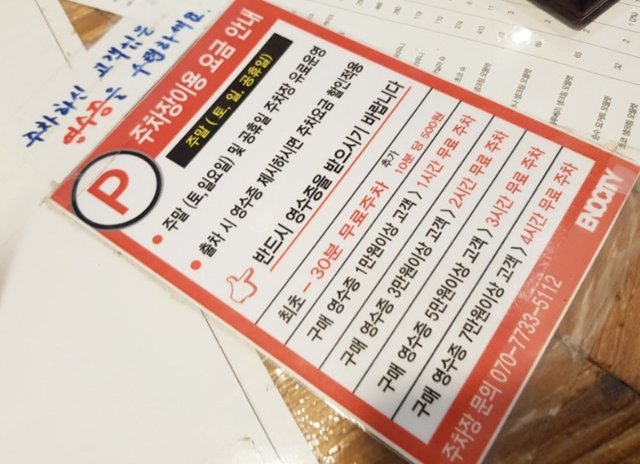 주차하신 고객님은
영수증을 부탁하세요.
P 주차장이용 요금 안내
주말 ( 토, 일, 공휴일)
• 주말 (토,일요일) 및 공휴일 주차장 유료운영
• 출차 시 영수증 제시하시면 주차요금 할인적용
반드시 영수증을 받으시기 바랍니다
최초 - 30분 무료주차
추가
10분 당 500원
구매 영수증 1만원이상 고객 > 1시간 무료 주차
구매 영수증 3만원이상 고객 > 2시간 무료 주차
구매 영수증 5만원이상 고객 > 3시간 무료 주차
구매 영수증 7만원이상 고객 > 4시간 무료 주차
주차장 문의 070-7733-5112
ENOCITY